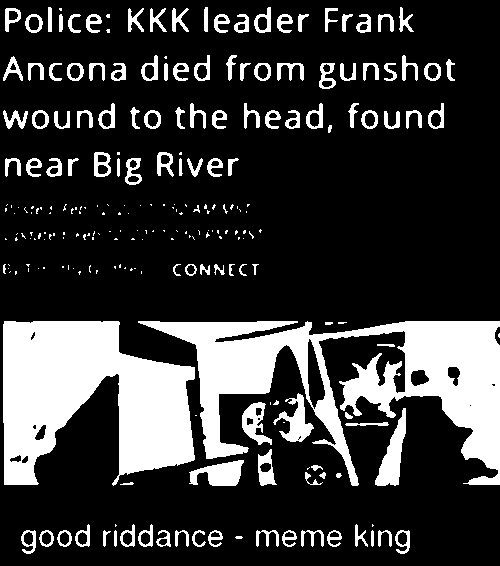 Police: KKK leader Frank
Ancona died from gunshot
wound to the head, found
near Big River
CONNECT
good riddance - meme king